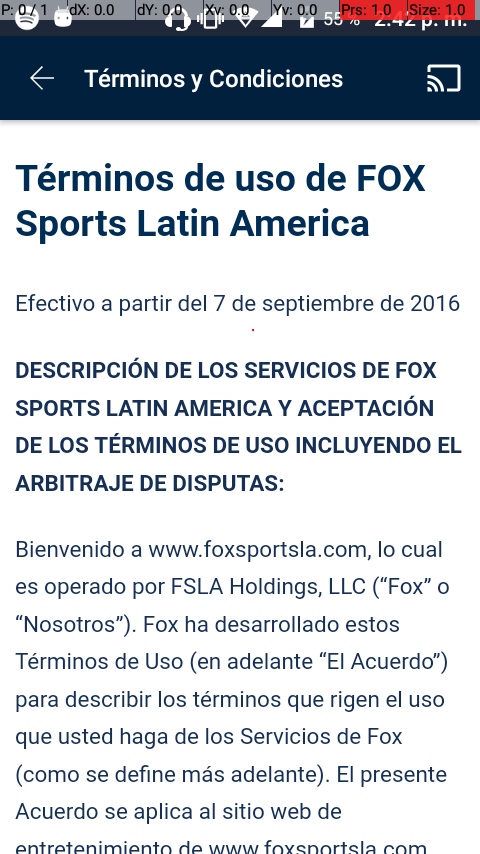 P: 0 / 1 dX: 0.0 dY: 0.0 Xv: 0.0 Yv: 0.0 Prs: 1.0 Size: 1.0
55% 2:42 p. m.
Términos y Condiciones
Términos de uso de FOX
Sports Latin America
Efectivo a partir del 7 de septiembre de 2016
DESCRIPCIÓN DE LOS SERVICIOS DE FOX
SPORTS LATIN AMERICA Y ACEPTACIÓN
DE LOS TÉRMINOS DE USO INCLUYENDO EL
ARBITRAJE DE DISPUTAS:
Bienvenido a www.foxsportsla.com, lo cual
es operado por FSLA Holdings, LLC (“Fox” o
“Nosotros”). Fox ha desarrollado estos
Términos de Uso (en adelante “El Acuerdo”)
para describir los términos que rigen el uso
que usted haga de los Servicios de Fox
(como se define más adelante). El presente
Acuerdo se aplica al sitio web de
entretenimiento de www.foxsportsla.com